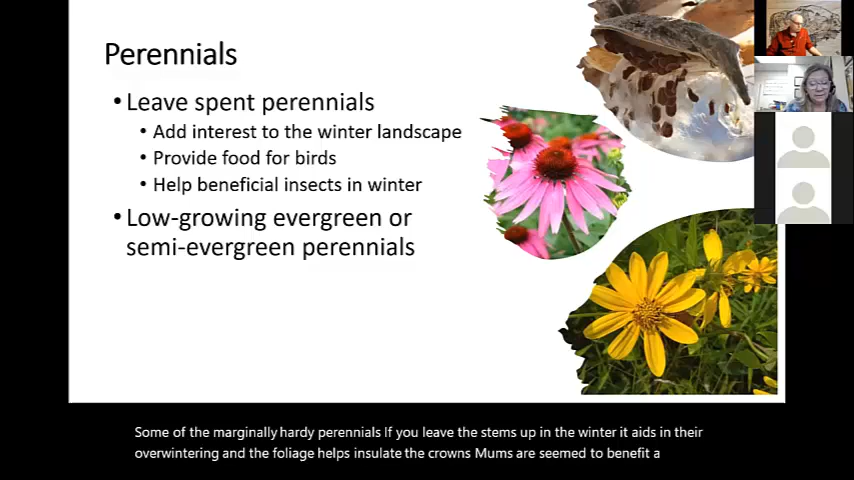 Perennials
• Leave spent perennials
• Add interest to the winter landscape
• Provide food for birds
• Help beneficial insects in winter
• Low-growing evergreen or
semi-evergreen perennials
Some of the marginally hardy perennials If you leave the stems up in the winter it aids in their
overwintering and the foliage helps insulate the crowns Mums are seemed to benefit a